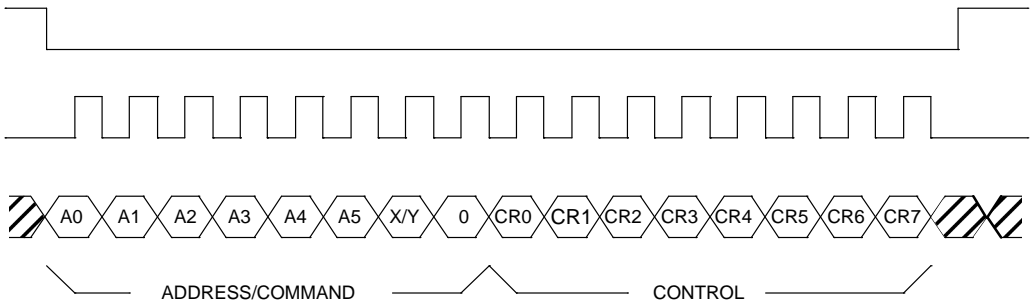 A0 A1 A2 A3 A4 A5 X/Y 0 CR0 CR1 CR2 CR3 CR4 CR5 CR6 CR7
ADDRESS/COMMAND CONTROL